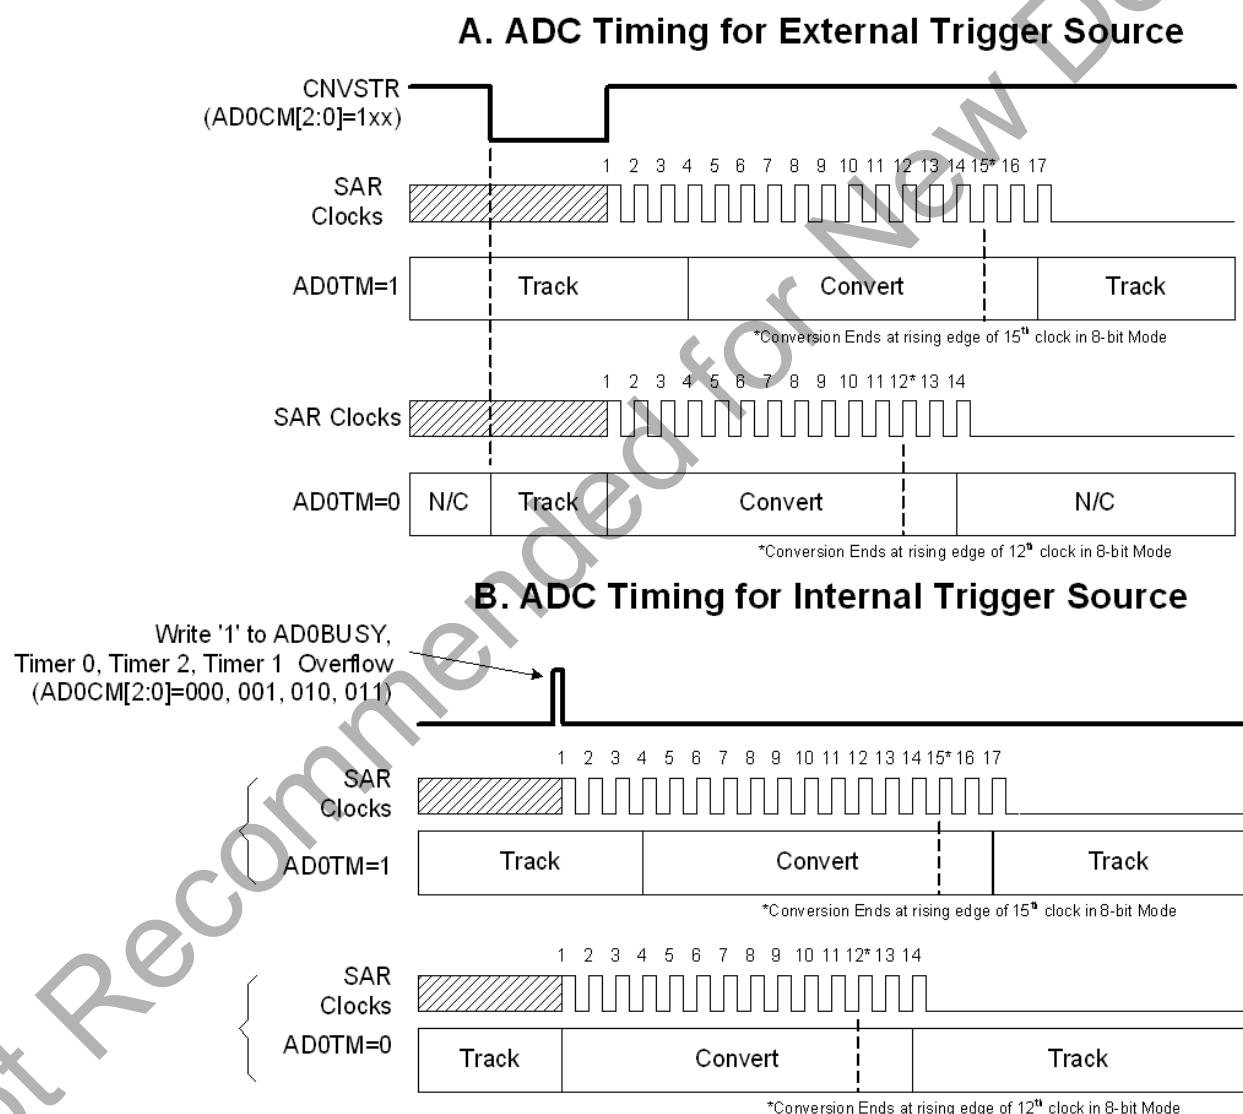 A. ADC Timing for External Trigger Source
CNVSTR
(AD0CM[2:0]=1xx)
1 2 3 4 5 6 7 8 9 10 11 12 13 14 15* 16 17
SAR
Clocks
AD0TM=1
Track Convert Track
*Conversion Ends at rising edge of 15th clock in 8-bit Mode
1 2 3 4 5 6 7 8 9 10 11 12* 13 14
SAR Clocks
AD0TM=0
N/C Track Convert N/C
*Conversion Ends at rising edge of 12th clock in 8-bit Mode
B. ADC Timing for Internal Trigger Source
Write '1' to AD0BUSY,
Timer 0, Timer 2, Timer 1 Overflow
(AD0CM[2:0]=000, 001, 010, 011)
1 2 3 4 5 6 7 8 9 10 11 12 13 14 15* 16 17
SAR
Clocks
AD0TM=1
Track Convert Track
*Conversion Ends at rising edge of 15th clock in 8-bit Mode
1 2 3 4 5 6 7 8 9 10 11 12* 13 14
SAR
Clocks
AD0TM=0
Track Convert Track
*Conversion Ends at rising edge of 12th clock in 8-bit Mode
Recommended for New